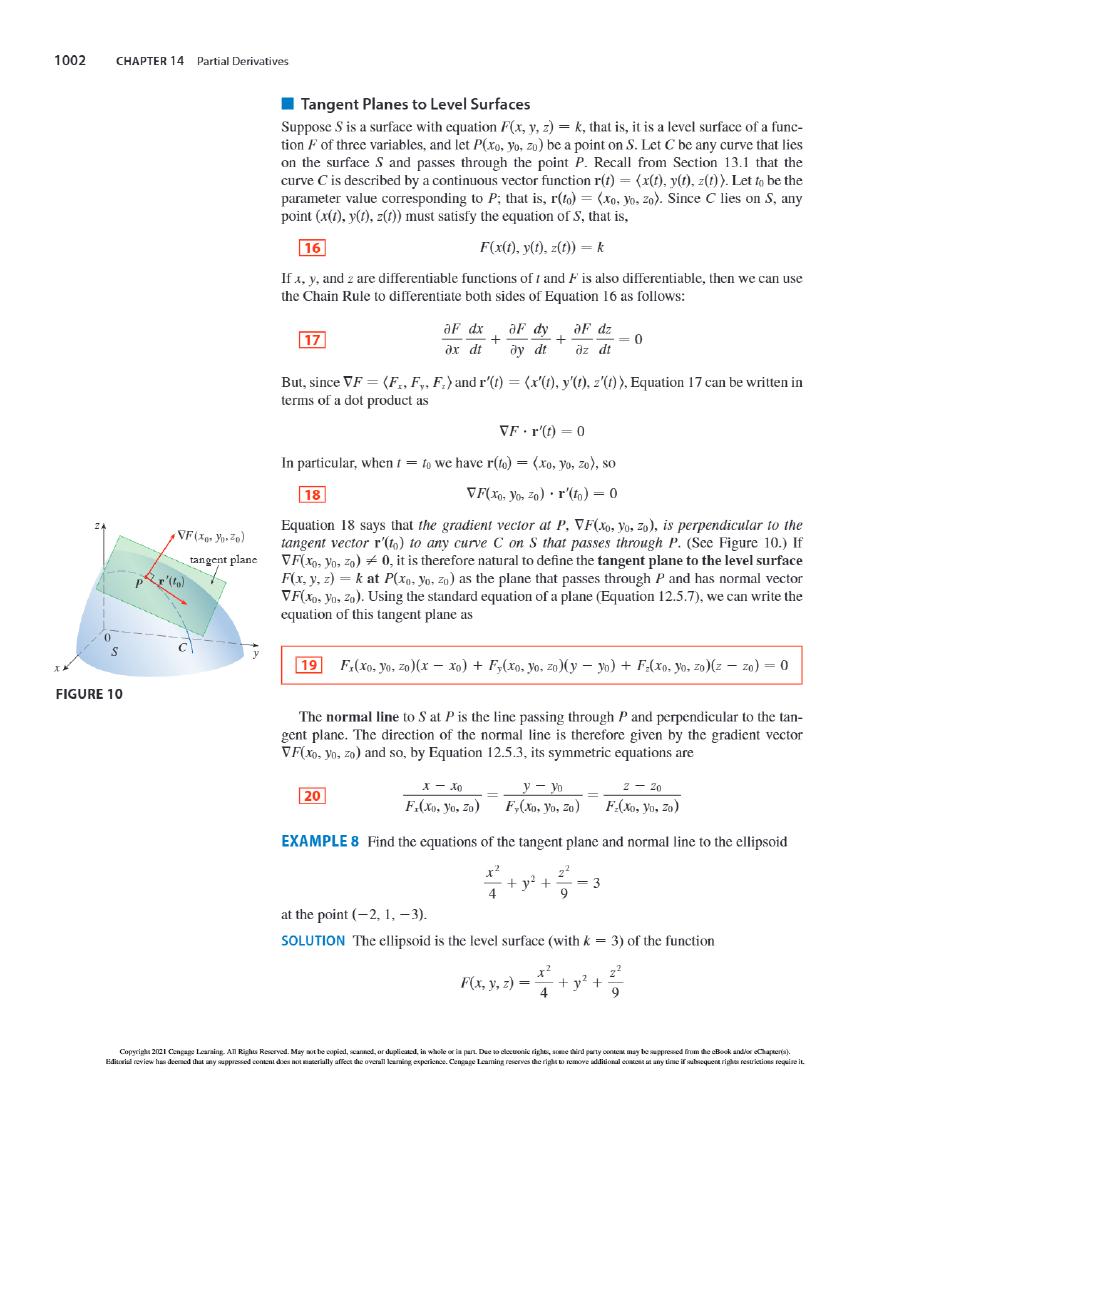 1002 CHAPTER 14 Partial Derivatives
■ Tangent Planes to Level Surfaces
Suppose S is a surface with equation F(x, y, z) = k, that is, it is a level surface of a func-
tion F of three variables, and let P(x₀, y₀, z₀) be a point on S. Let C be any curve that lies
on the surface S and passes through the point P. Recall from Section 13.1 that the
curve C is described by a continuous vector function r(t) = ⟨x(t), y(t), z(t)⟩. Let t₀ be the
parameter value corresponding to P; that is, r(t₀) = ⟨x₀, y₀, z₀⟩. Since C lies on S, any
point (x(t), y(t), z(t)) must satisfy the equation of S, that is,
16 F(x(t), y(t), z(t)) = k
If x, y, and z are differentiable functions of t and F is also differentiable, then we can use
the Chain Rule to differentiate both sides of Equation 16 as follows:
17 ∂F/∂x dx/dt + ∂F/∂y dy/dt + ∂F/∂z dz/dt = 0
But, since ∇F = ⟨Fₓ, Fᵧ, F_z⟩ and r′(t) = ⟨x′(t), y′(t), z′(t)⟩, Equation 17 can be written in
terms of a dot product as
∇F · r′(t) = 0
In particular, when t = t₀ we have r(t₀) = ⟨x₀, y₀, z₀⟩, so
18 ∇F(x₀, y₀, z₀) · r′(t₀) = 0
Equation 18 says that the gradient vector at P, ∇F(x₀, y₀, z₀), is perpendicular to the
tangent vector r′(t₀) to any curve C on S that passes through P. (See Figure 10.) If
∇F(x₀, y₀, z₀) ≠ 0, it is therefore natural to define the tangent plane to the level surface
F(x, y, z) = k at P(x₀, y₀, z₀) as the plane that passes through P and has normal vector
∇F(x₀, y₀, z₀). Using the standard equation of a plane (Equation 12.5.7), we can write the
equation of this tangent plane as
z
∇F(x₀, y₀, z₀)
tangent plane
P r′(t₀)
0
S C
x y
FIGURE 10
19 Fₓ(x₀, y₀, z₀)(x − x₀) + Fᵧ(x₀, y₀, z₀)(y − y₀) + F_z(x₀, y₀, z₀)(z − z₀) = 0
The normal line to S at P is the line passing through P and perpendicular to the tan-
gent plane. The direction of the normal line is therefore given by the gradient vector
∇F(x₀, y₀, z₀) and so, by Equation 12.5.3, its symmetric equations are
20 (x − x₀)/Fₓ(x₀, y₀, z₀) = (y − y₀)/Fᵧ(x₀, y₀, z₀) = (z − z₀)/F_z(x₀, y₀, z₀)
EXAMPLE 8 Find the equations of the tangent plane and normal line to the ellipsoid
x²/4 + y² + z²/9 = 3
at the point (−2, 1, −3).
SOLUTION The ellipsoid is the level surface (with k = 3) of the function
F(x, y, z) = x²/4 + y² + z²/9
Copyright 2021 Cengage Learning. All Rights Reserved. May not be copied, scanned, or duplicated, in whole or in part. Due to electronic rights, some third party content may be suppressed from the eBook and/or eChapter(s).
Editorial review has deemed that any suppressed content does not materially affect the overall learning experience. Cengage Learning reserves the right to remove additional content at any time if subsequent rights restrictions require it.